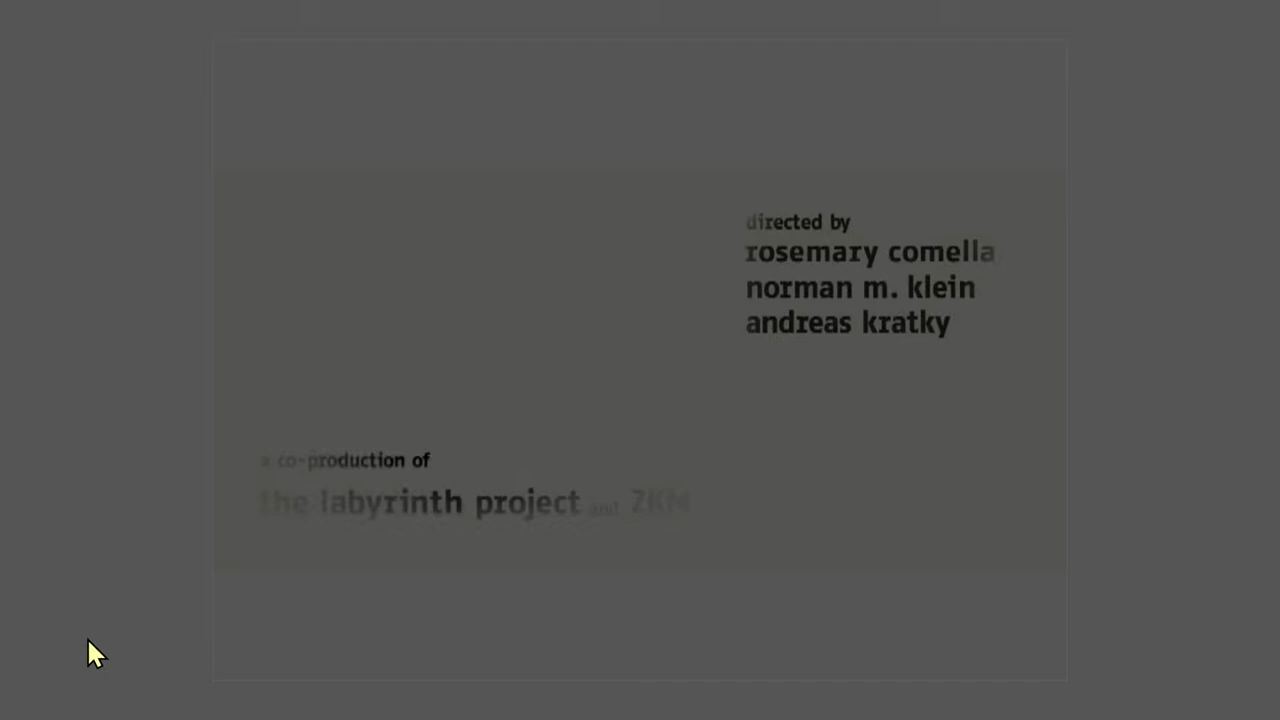 directed by
rosemary comella
norman m. klein
andreas kratky
a co-production of
the labyrinth project and ZKM